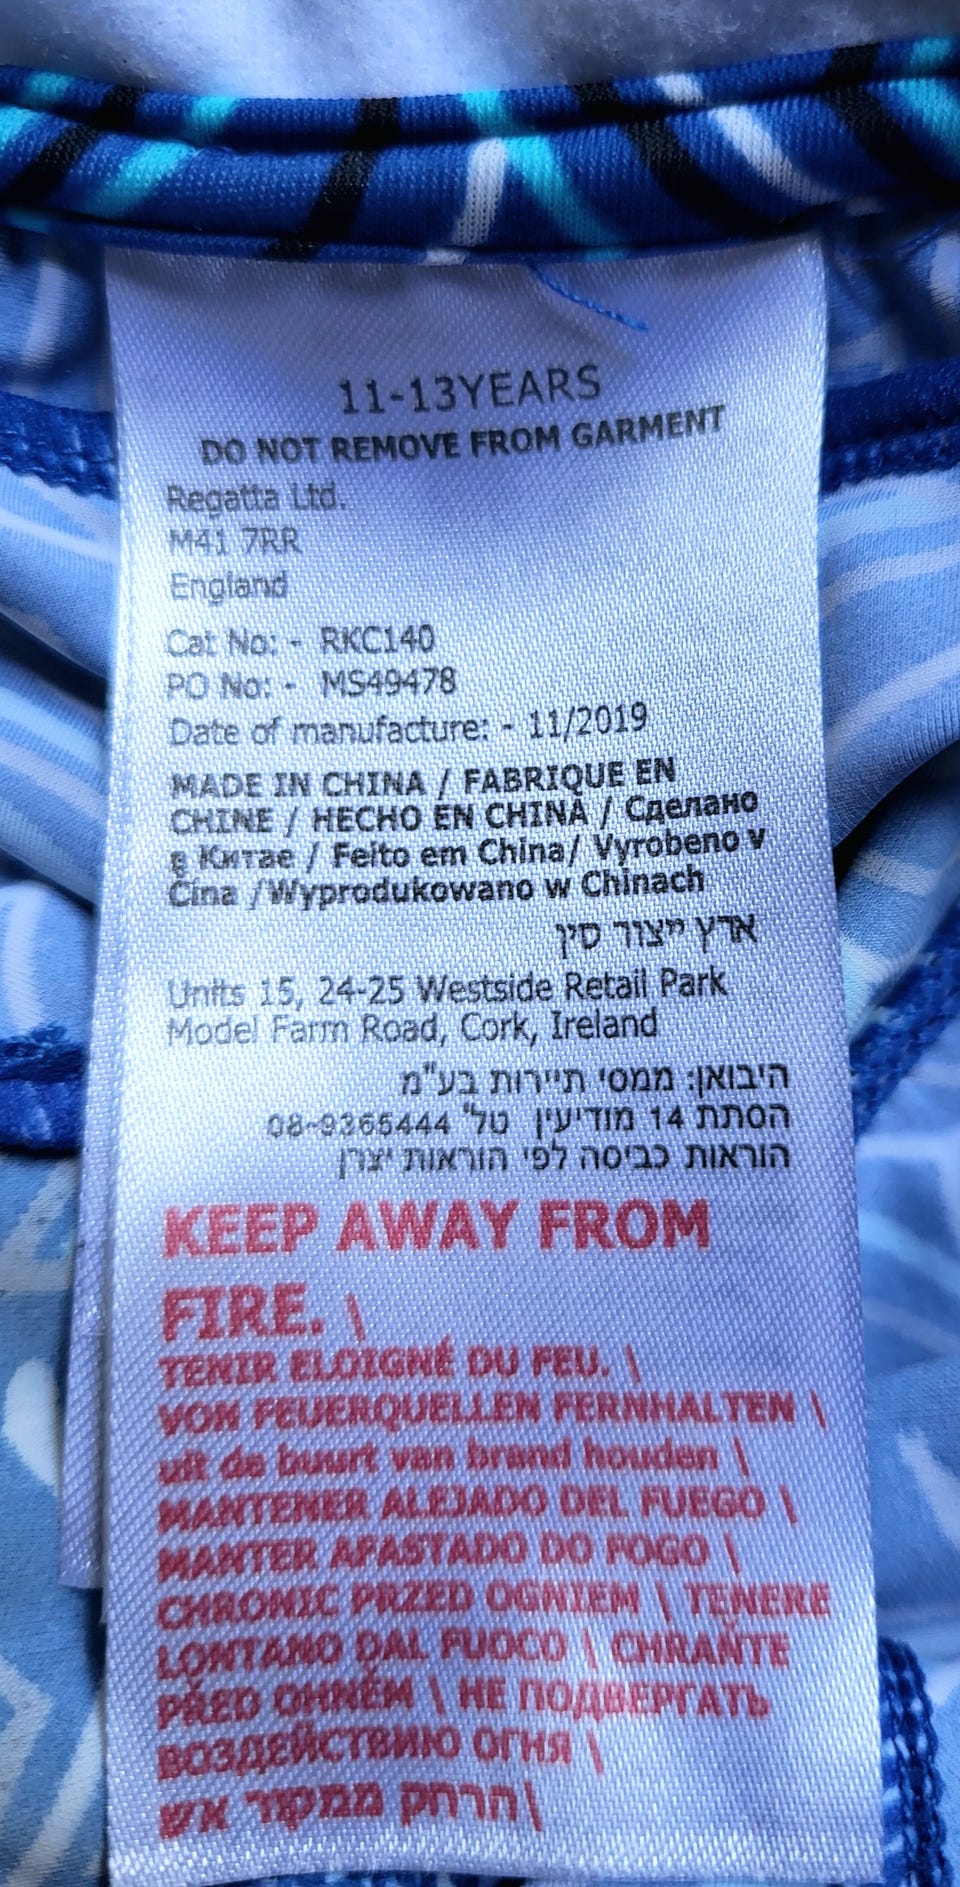 11-13YEARS
DO NOT REMOVE FROM GARMENT
Regatta Ltd.
M41 7RR
England
Cat No: - RKC140
PO No: - MS49478
Date of manufacture: - 11/2019
MADE IN CHINA / FABRIQUE EN
CHINE / HECHO EN CHINA / Сделано
в Китае / Feito em China/ Vyrobeno v
Čína /Wyprodukowano w Chinach
ארץ ייצור סין
Units 15, 24-25 Westside Retail Park
Model Farm Road, Cork, Ireland
היבואן: ממסי תיירות בע"מ
הסתת 14 מודיעין טל' 08-9365444
הוראות כביסה לפי הוראות יצרן
KEEP AWAY FROM
FIRE. \
TENIR ELOIGNÉ DU FEU. \
VON FEUERQUELLEN FERNHALTEN \
uit de buurt van brand houden \
MANTENER ALEJADO DEL FUEGO \
MANTER AFASTADO DO FOGO \
CHRONIC PRZED OGNIEM \ TENERE
LONTANO DAL FUOCO \ CHRAŇTE
PŘED OHNĚM \ НЕ ПОДВЕРГАТЬ
ВОЗДЕЙСТВИЮ ОГНЯ \
הרחק ממקור אש\